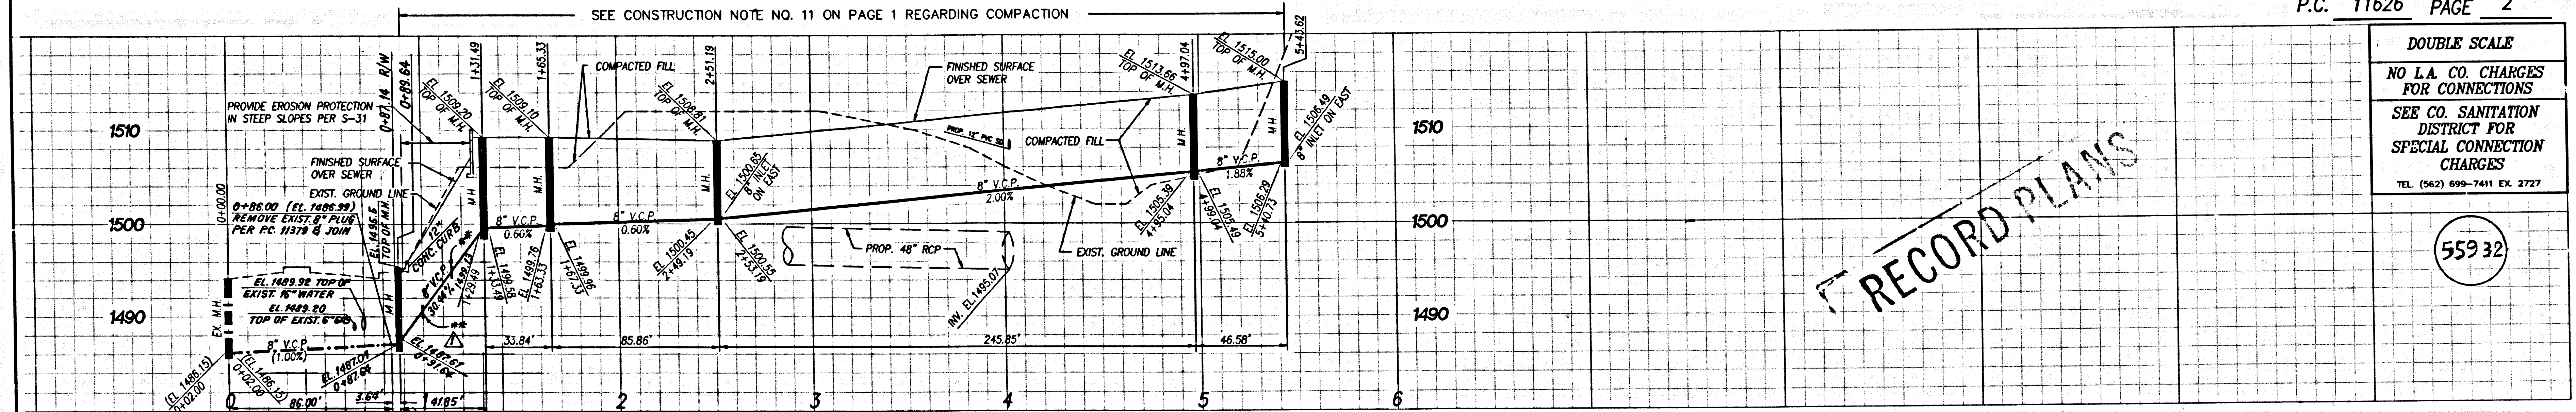 P.C. 11626 PAGE 2
SEE CONSTRUCTION NOTE NO. 11 ON PAGE 1 REGARDING COMPACTION
DOUBLE SCALE
NO L.A. CO. CHARGES
FOR CONNECTIONS
SEE CO. SANITATION
DISTRICT FOR
SPECIAL CONNECTION
CHARGES
TEL. (562) 699-7411 EX. 2727
55932
RECORD PLANS
0+87.14 R/W
0+89.64
1+31.49
1+65.33
2+51.19
4+97.04
5+43.62
EL 1509.20
TOP OF M.H.
EL 1509.10
TOP OF M.H.
EL 1508.81
TOP OF M.H.
EL 1513.66
TOP OF M.H.
EL 1515.00
TOP OF M.H.
COMPACTED FILL
FINISHED SURFACE
OVER SEWER
PROVIDE EROSION PROTECTION
IN STEEP SLOPES PER S-31
1510
1510
PROP. 12" PVC SD
COMPACTED FILL
EL 1506.49
8" INLET ON EAST
FINISHED SURFACE
OVER SEWER
EXIST. GROUND LINE
0+00.00
0+86.00 (EL. 1486.99)
REMOVE EXIST. 8" PLUG
PER P.C. 11379 & JOIN
EL. 1496.5
TOP OF M.H.
12"
CONC. CURB
M.H.
M.H.
M.H.
M.H.
M.H.
EL 1500.65
8" INLET
ON EAST
8" V.C.P.
0.60%
8" V.C.P.
0.60%
8" V.C.P.
2.00%
8" V.C.P.
1.88%
1500
1500
8" V.C.P.
30.44%
**
1499.13
1+29.49
EL 1499.58
1+33.49
EL 1499.76
1+63.33
EL 1499.96
1+67.33
EL 1500.45
2+49.19
EL 1500.55
2+53.19
PROP. 48" RCP
INV. EL 1495.07
EXIST. GROUND LINE
EL 1505.39
4+95.04
EL 1505.49
4+99.04
EL 1506.29
5+40.73
EX. M.H.
EL. 1489.92 TOP OF
EXIST. 16" WATER
EL. 1489.20
TOP OF EXIST. 6" GAS
M.H
1490
1490
8" V.C.P.
(1.00%)
**
EL. 1487.67
0+91.64
EL. 1487.01
0+87.64
(EL 1486.15)
0+02.00
(EL. 1486.15)
0+02.00
33.84'
85.86'
245.85'
46.58'
86.00'
3.64'
41.85'
0
2
3
4
5
6